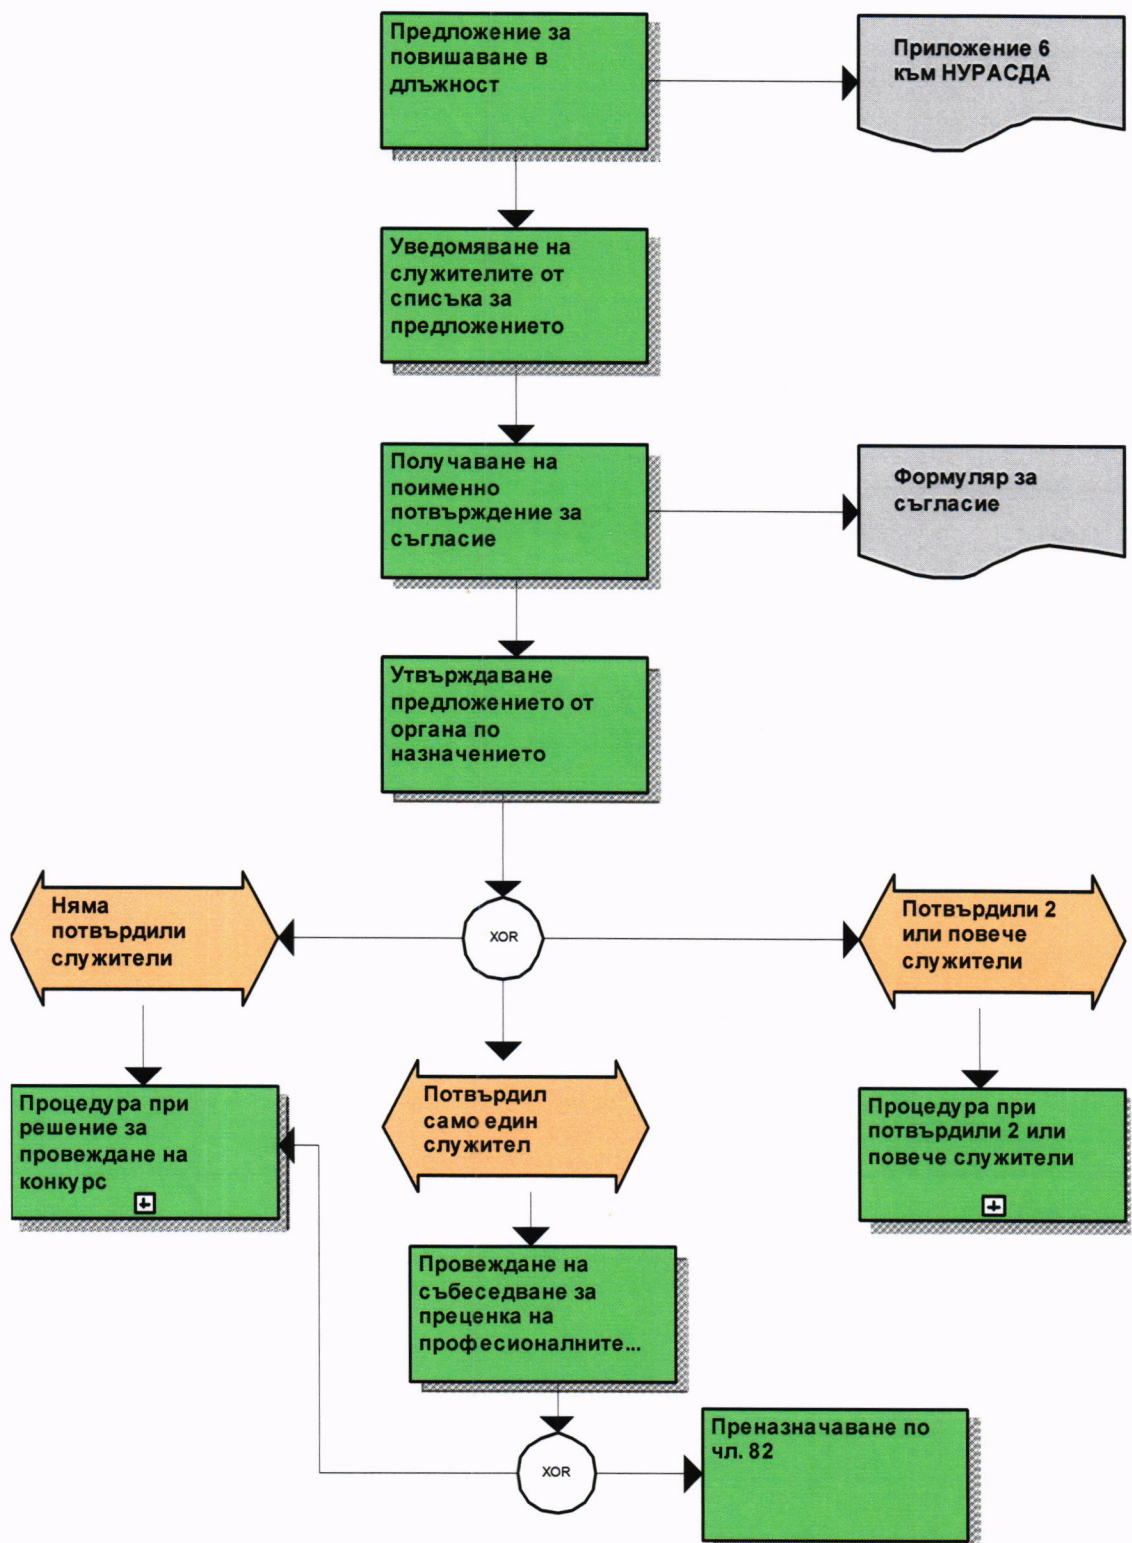 Предложение за
повишаване в
длъжност
Приложение 6
към НУРАСДА
Уведомяване на
служителите от
списъка за
предложението
Получаване на
поименно
потвърждение за
съгласие
Формуляр за
съгласие
Утвърждаване
предложението от
органа по
назначението
Няма
потвърдили
служители
XOR
Потвърдили 2
или повече
служители
Процедура при
решение за
провеждане на
конкурс
Потвърдил
само един
служител
Процедура при
потвърдили 2 или
повече служители
Провеждане на
събеседване за
преценка на
професионалните...
XOR
Преназначаване по
чл. 82